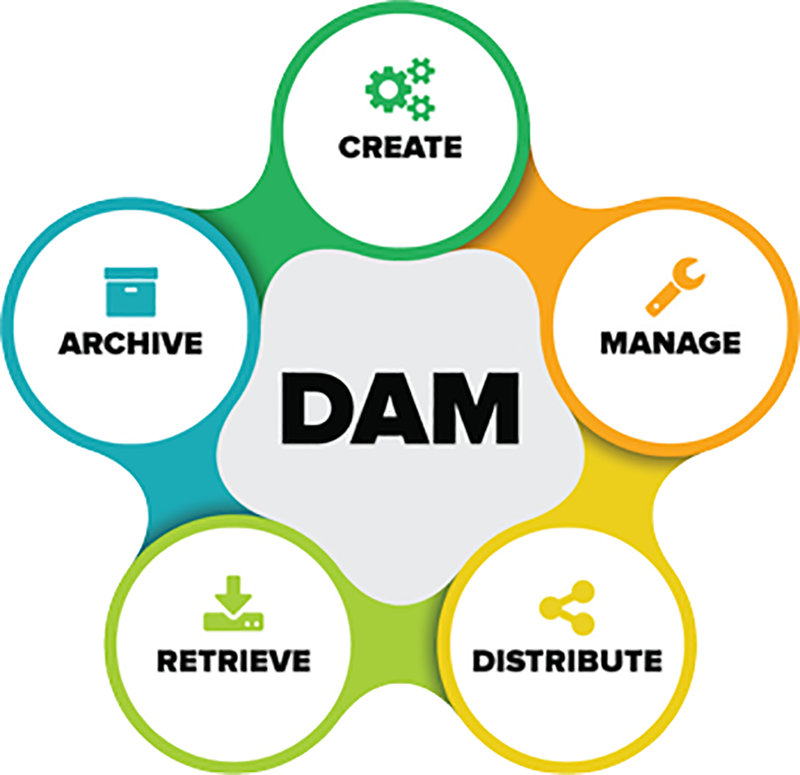 CREATE
MANAGE
ARCHIVE
DAM
RETRIEVE
DISTRIBUTE